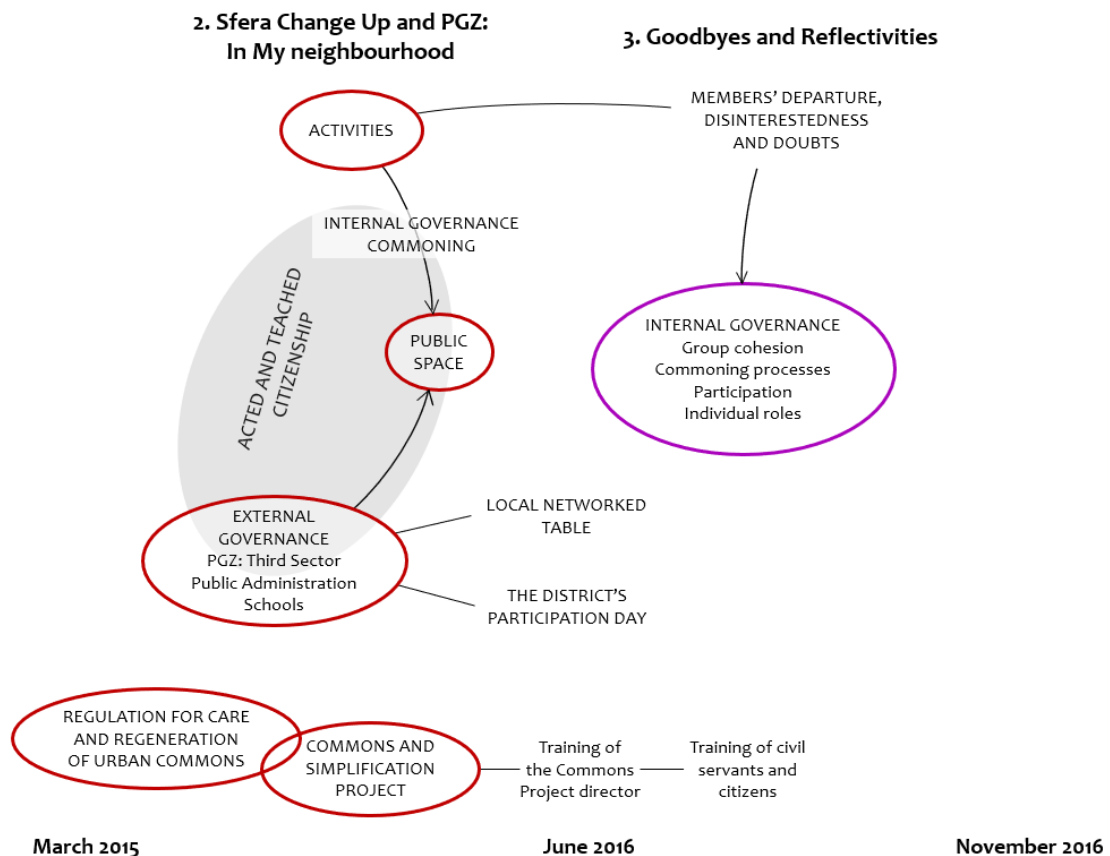 2. Sfera Change Up and PGZ:
In My neighbourhood
3. Goodbyes and Reflectivities
ACTIVITIES
MEMBERS’ DEPARTURE,
DISINTERESTEDNESS
AND DOUBTS
INTERNAL GOVERNANCE
COMMONING
ACTED AND TEACHED
CITIZENSHIP
PUBLIC
SPACE
INTERNAL GOVERNANCE
Group cohesion
Commoning processes
Participation
Individual roles
EXTERNAL
GOVERNANCE
PGZ: Third Sector
Public Administration
Schools
LOCAL NETWORKED
TABLE
THE DISTRICT’S
PARTICIPATION DAY
REGULATION FOR CARE
AND REGENERATION
OF URBAN COMMONS
COMMONS AND
SIMPLIFICATION
PROJECT
Training of
the Commons
Project director
Training of civil
servants and
citizens
March 2015
June 2016
November 2016